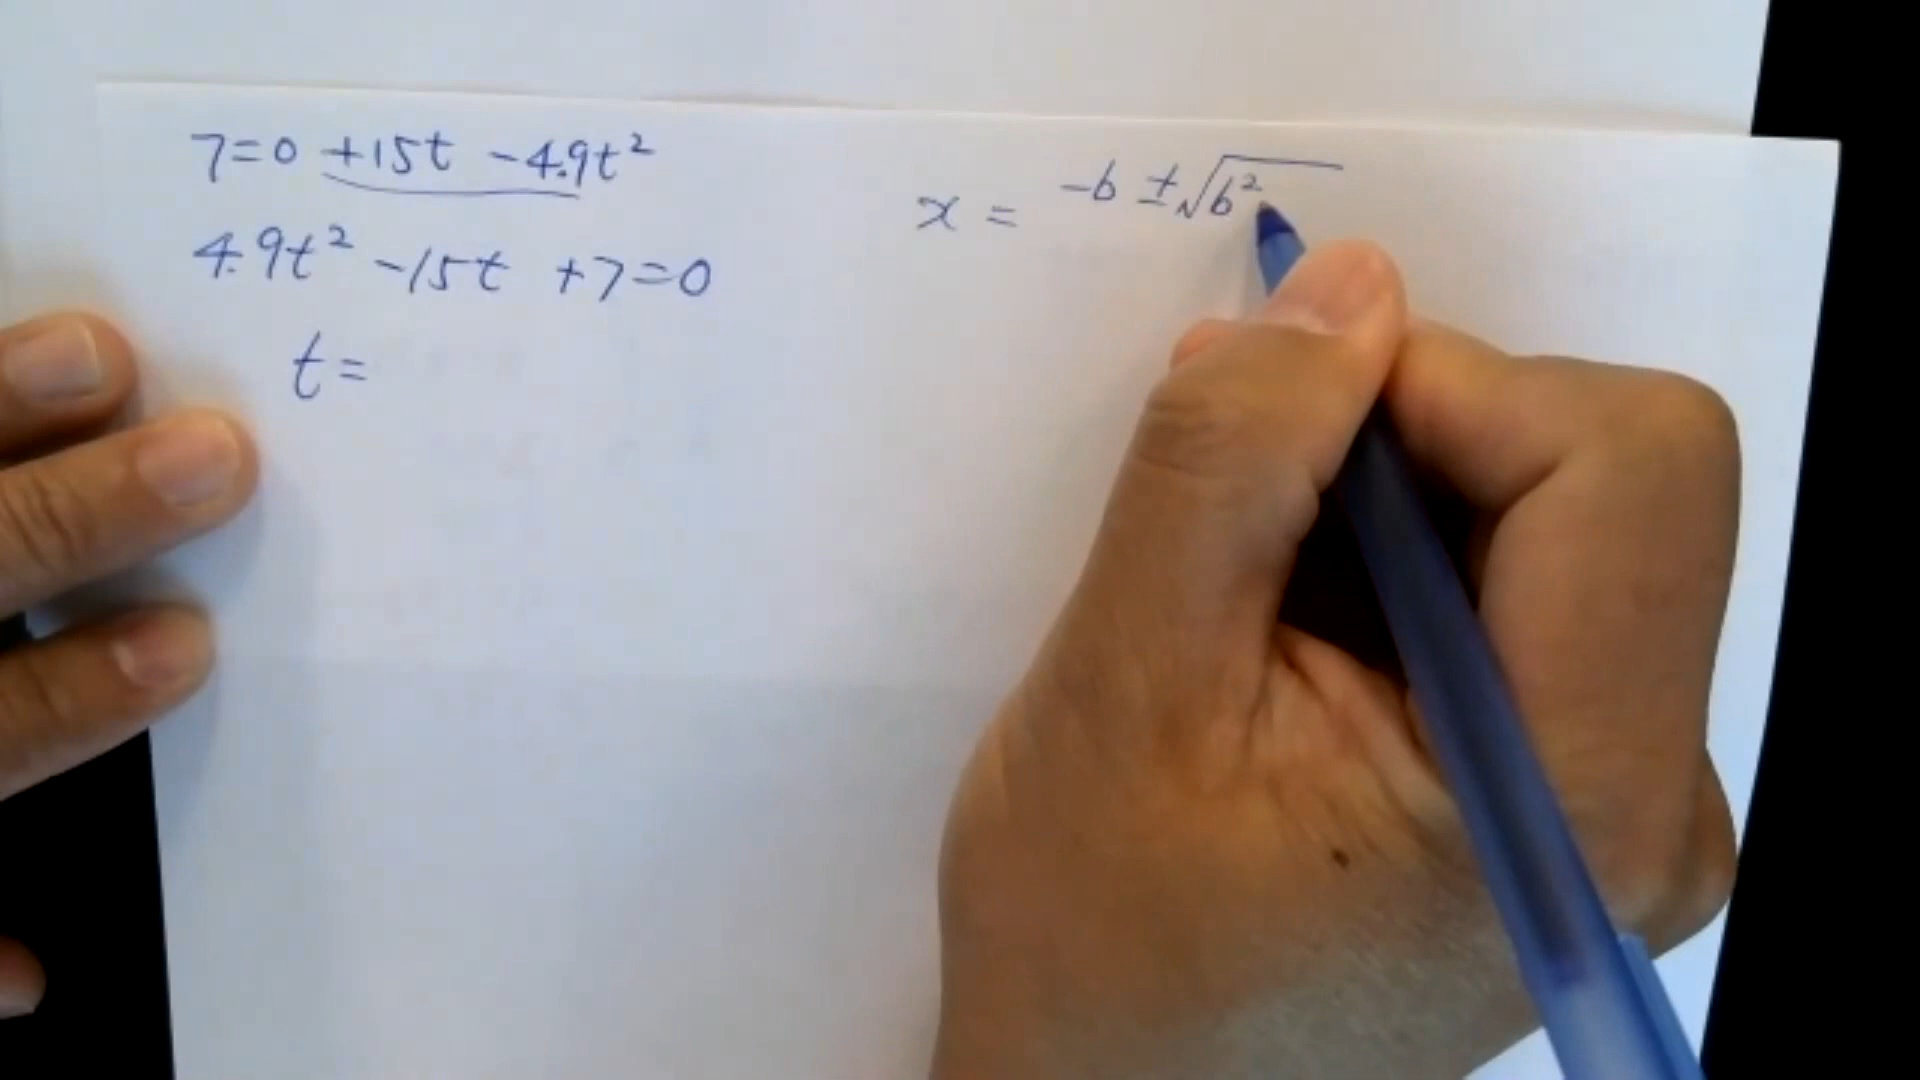 7=0 +15t -4.9t²
4.9t² -15t +7=0
t=
x = -b ±√b²